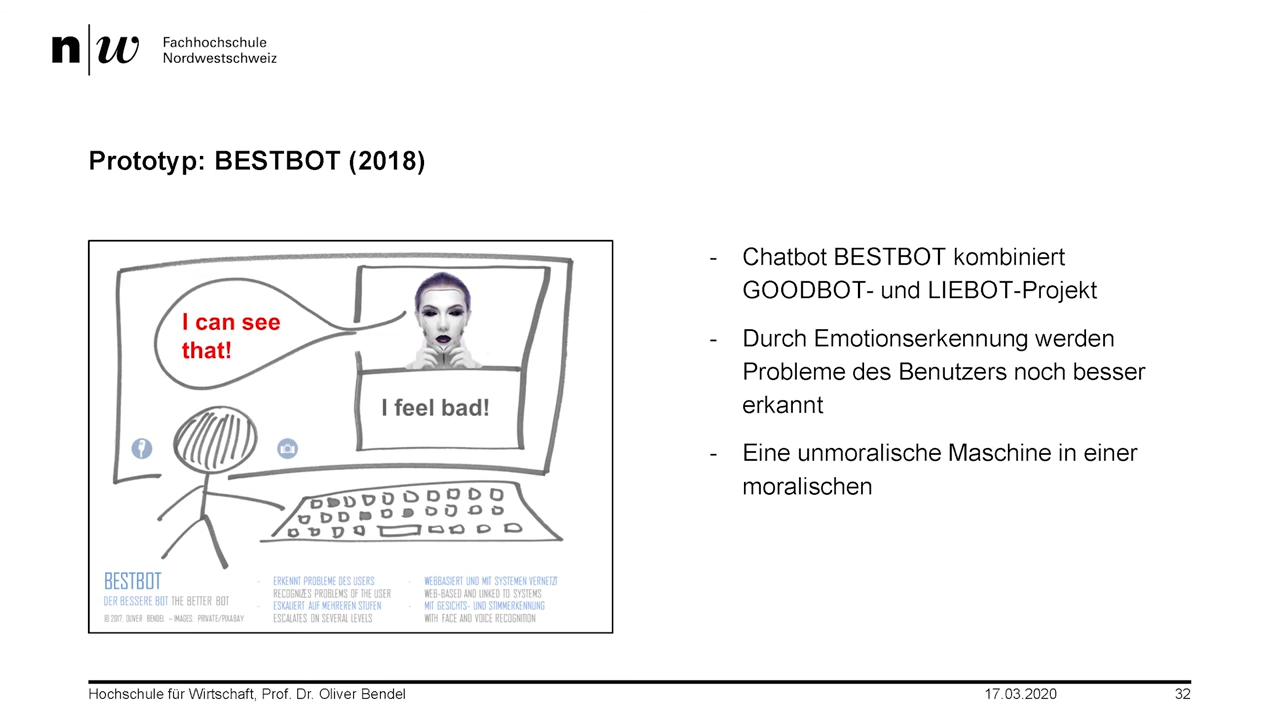 n|w Fachhochschule
Nordwestschweiz
Prototyp: BESTBOT (2018)
I can see
that!
I feel bad!
BESTBOT
DER BESSERE BOT THE BETTER BOT
© 2017, OLIVER BENDEL – IMAGES: PRIVATE/PIXABAY
- ERKENNT PROBLEME DES USERS
RECOGNIZES PROBLEMS OF THE USER
- ESKALIERT AUF MEHREREN STUFEN
ESCALATES ON SEVERAL LEVELS
- WEBBASIERT UND MIT SYSTEMEN VERNETZT
WEB-BASED AND LINKED TO SYSTEMS
- MIT GESICHTS- UND STIMMERKENNUNG
WITH FACE AND VOICE RECOGNITION
- Chatbot BESTBOT kombiniert
GOODBOT- und LIEBOT-Projekt
- Durch Emotionserkennung werden
Probleme des Benutzers noch besser
erkannt
- Eine unmoralische Maschine in einer
moralischen
Hochschule für Wirtschaft, Prof. Dr. Oliver Bendel
17.03.2020
32